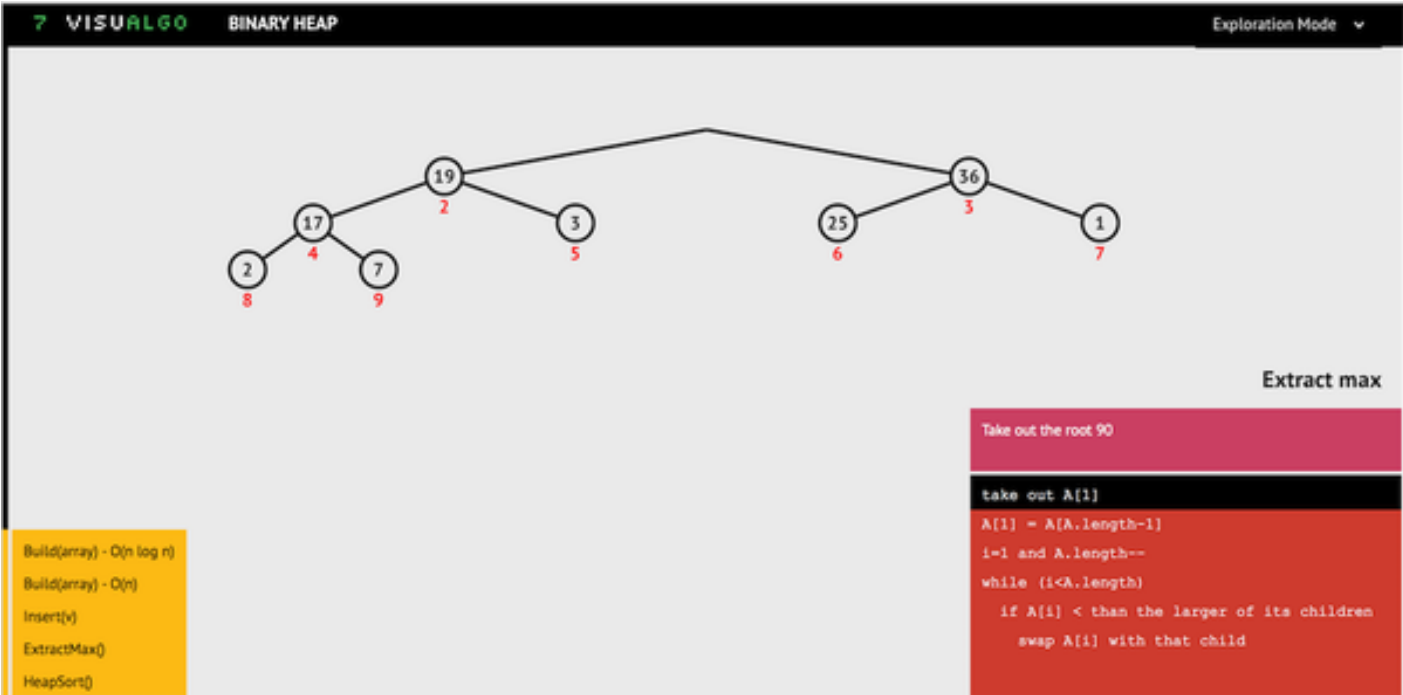 7 VISUALGO BINARY HEAP Exploration Mode
19 36
2 3
17 3 25 1
4 5 6 7
2 7
8 9
Extract max
Take out the root 90
take out A[1]
A[1] = A[A.length-1]
i=1 and A.length--
while (i<A.length)
if A[i] < than the larger of its children
swap A[i] with that child
Build(array) - O(n log n)
Build(array) - O(n)
Insert(v)
ExtractMax()
HeapSort()